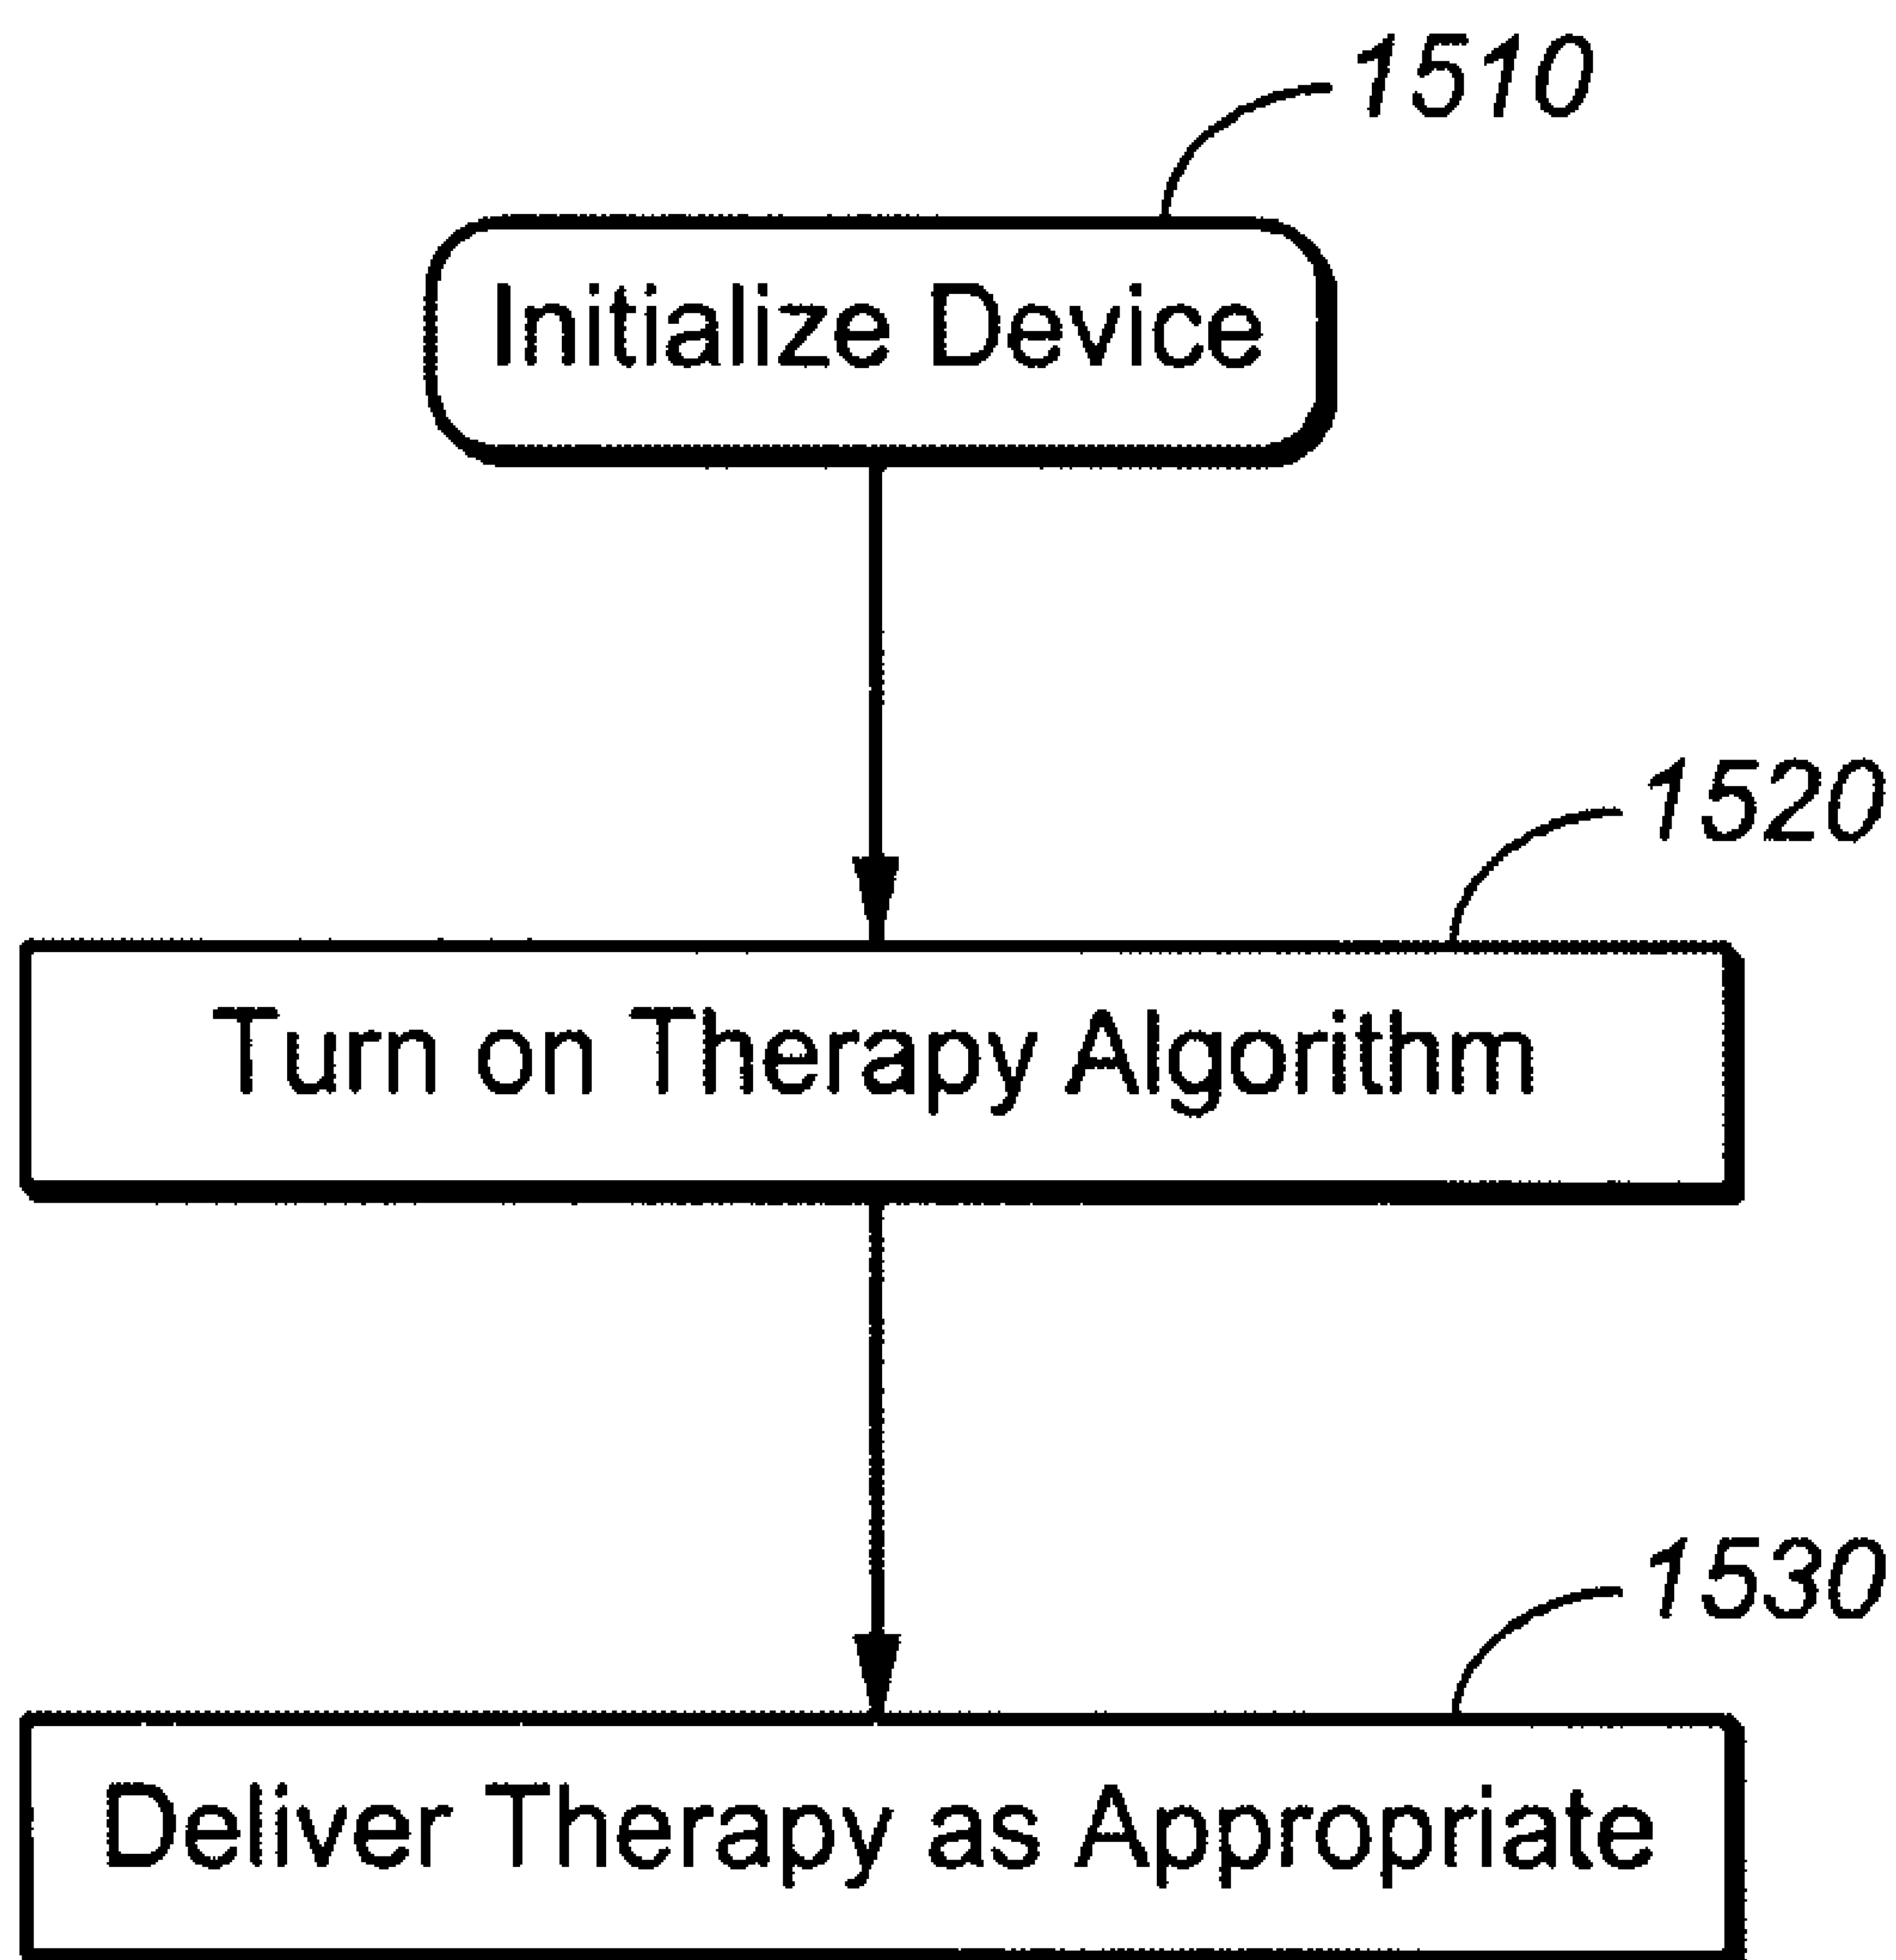 1510
Initialize Device
1520
Turn on Therapy Algorithm
1530
Deliver Therapy as Appropriate